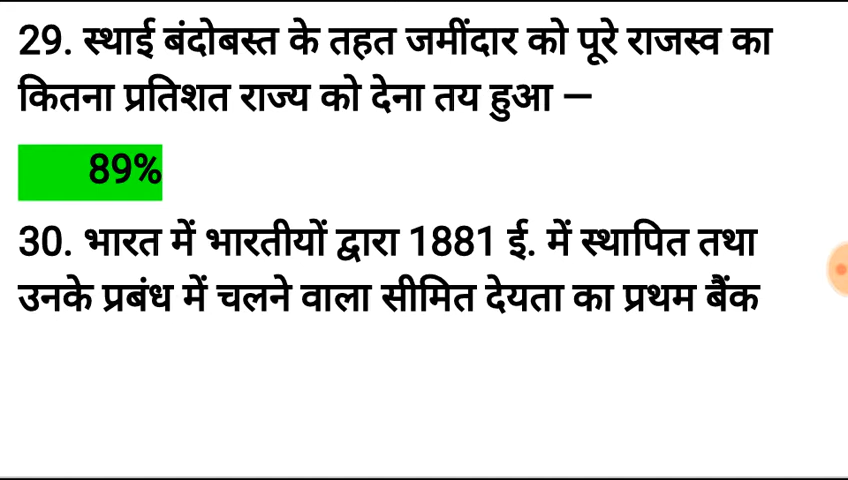 29. स्थाई बंदोबस्त के तहत जमींदार को पूरे राजस्व का
कितना प्रतिशत राज्य को देना तय हुआ —
89%
30. भारत में भारतीयों द्वारा 1881 ई. में स्थापित तथा
उनके प्रबंध में चलने वाला सीमित देयता का प्रथम बैंक